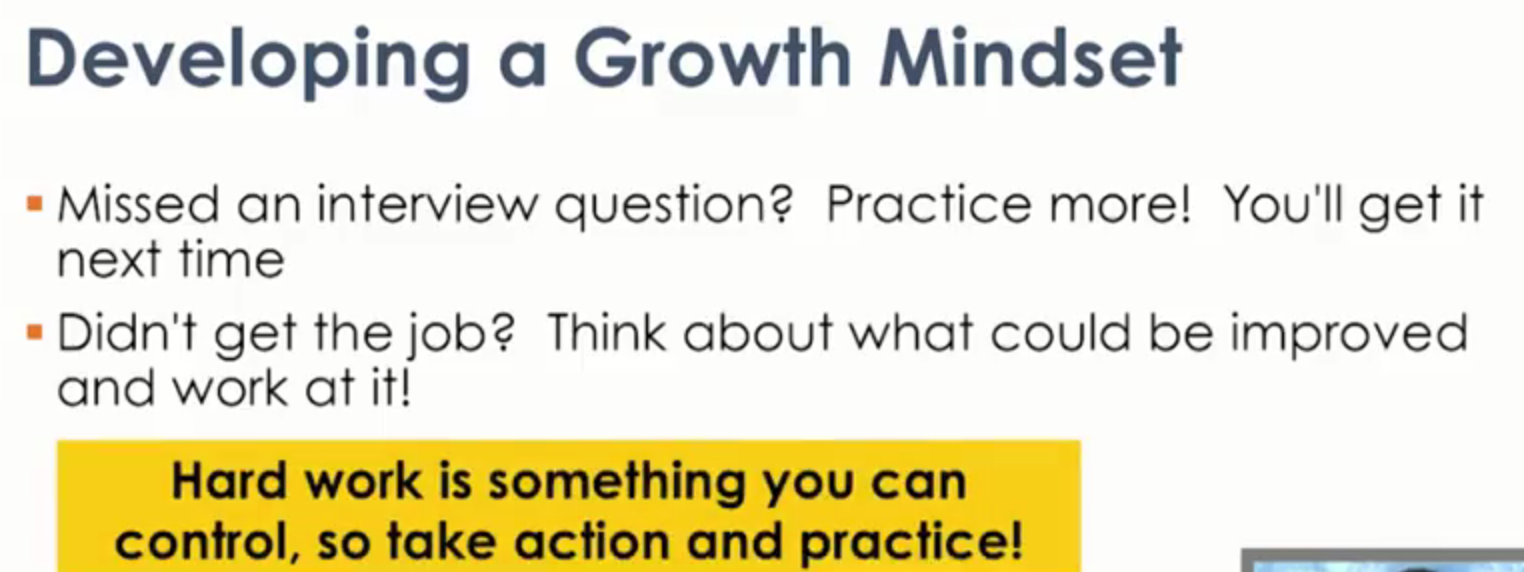 Developing a Growth Mindset
▪ Missed an interview question?  Practice more!  You'll get it
next time
▪ Didn't get the job?  Think about what could be improved
and work at it!
Hard work is something you can
control, so take action and practice!